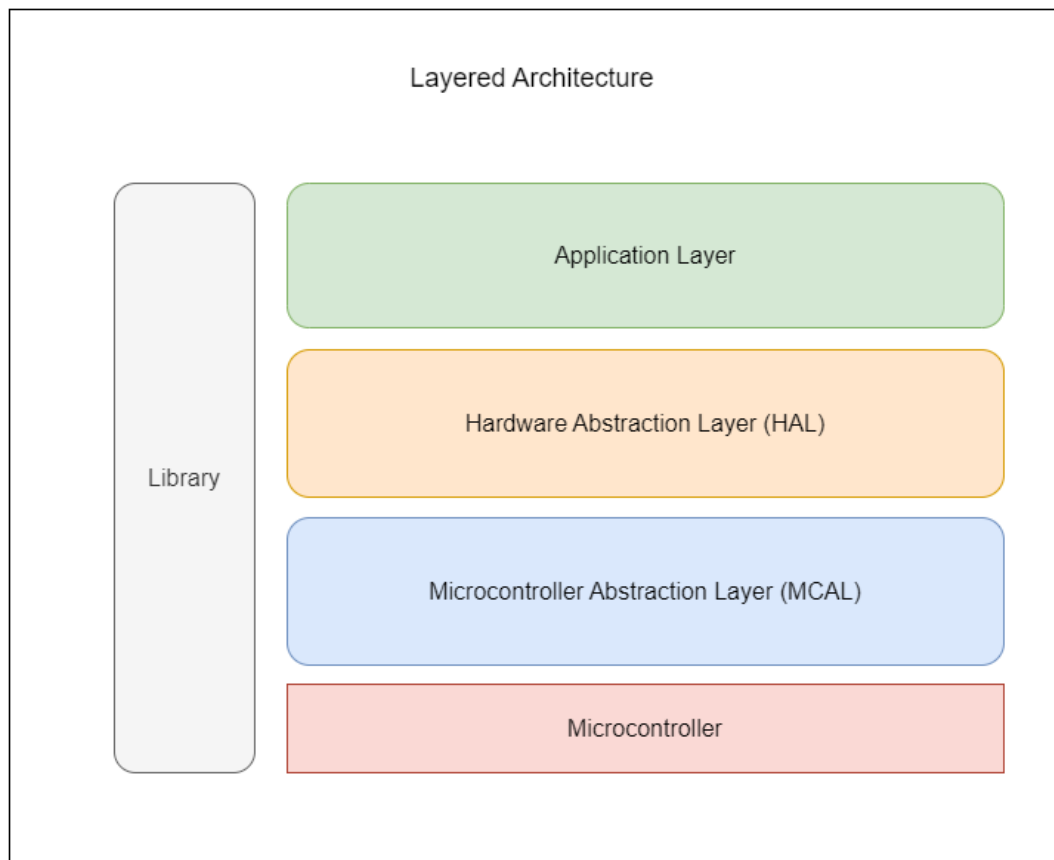 Layered Architecture
Application Layer
Hardware Abstraction Layer (HAL)
Library
Microcontroller Abstraction Layer (MCAL)
Microcontroller